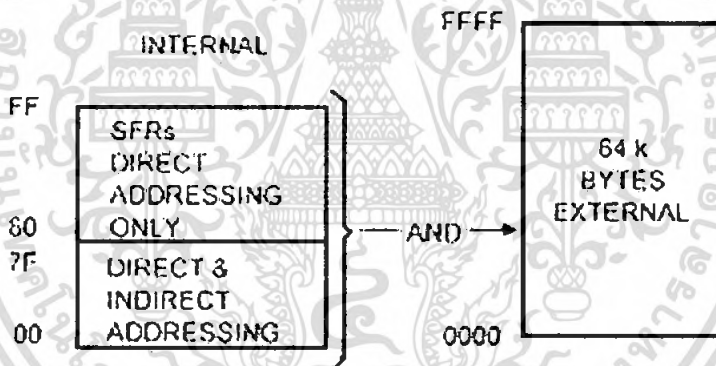 INTERNAL
FF
SFRs
DIRECT
ADDRESSING
ONLY
80
7F
DIRECT &
INDIRECT
ADDRESSING
00
AND
FFFF
64 k
BYTES
EXTERNAL
0000